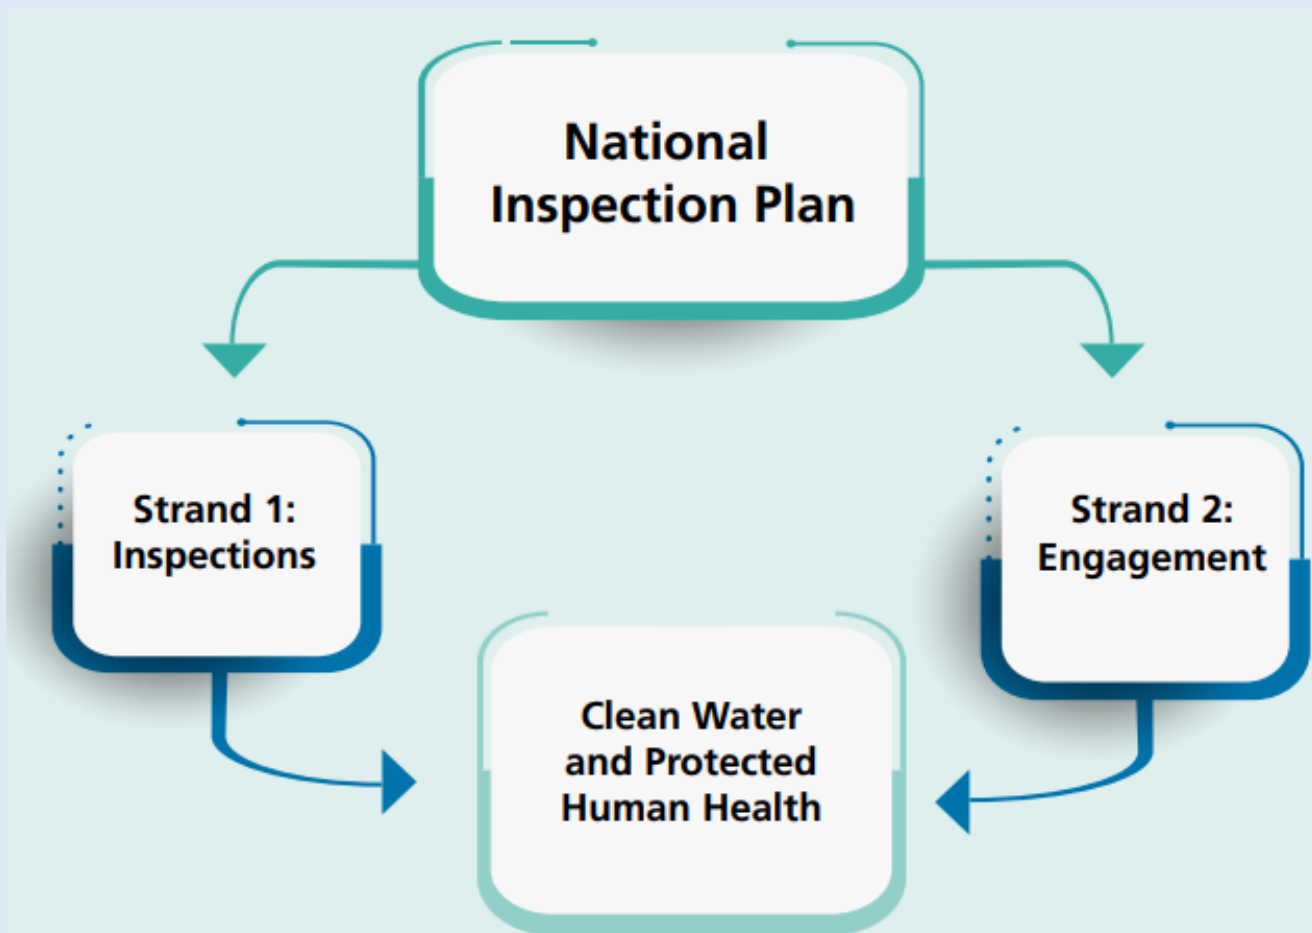 National
Inspection Plan
Strand 1:
Inspections
Strand 2:
Engagement
Clean Water
and Protected
Human Health